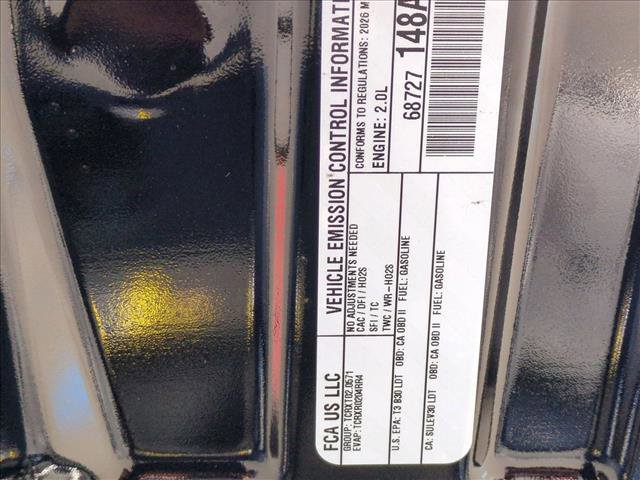 FCA US LLC
VEHICLE EMISSION CONTROL INFORMATI
GROUP: TCRXT02.0571
EVAP: TCRXR0204RR4
NO ADJUSTMENTS NEEDED
CAC / DFI / HO2S
SFI / TC
TWC / WR-HO2S
CONFORMS TO REGULATIONS: 2026 M
ENGINE: 2.0L
U.S. EPA: T3 B30 LDT OBD: CA OBD II FUEL: GASOLINE
CA: SULEV30 LDT OBD: CA OBD II FUEL: GASOLINE
68727
148A